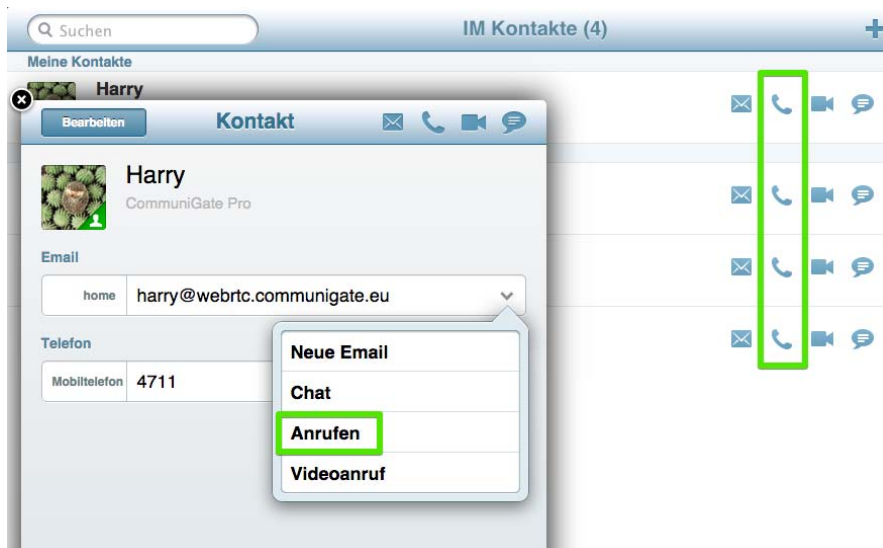 Suchen
IM Kontakte (4)
Meine Kontakte
Harry
Bearbeiten
Kontakt
Harry
CommuniGate Pro
Email
home harry@webrtc.communigate.eu
Telefon
Mobiltelefon 4711
Neue Email
Chat
Anrufen
Videoanruf